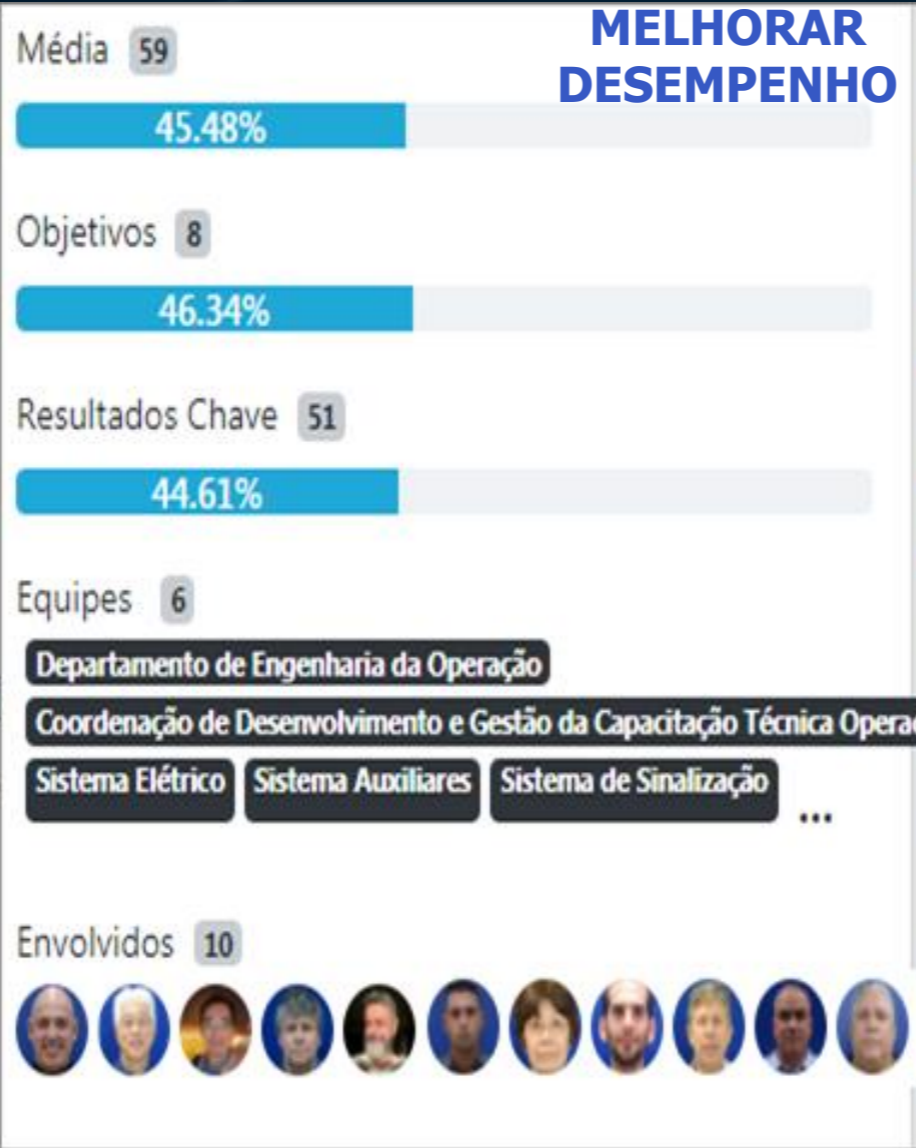 MELHORAR
DESEMPENHO
Média 59
45.48%
Objetivos 8
46.34%
Resultados Chave 51
44.61%
Equipes 6
Departamento de Engenharia da Operação
Coordenação de Desenvolvimento e Gestão da Capacitação Técnica
Sistema Elétrico Sistema Auxiliares Sistema de Sinalização ...
Envolvidos 10